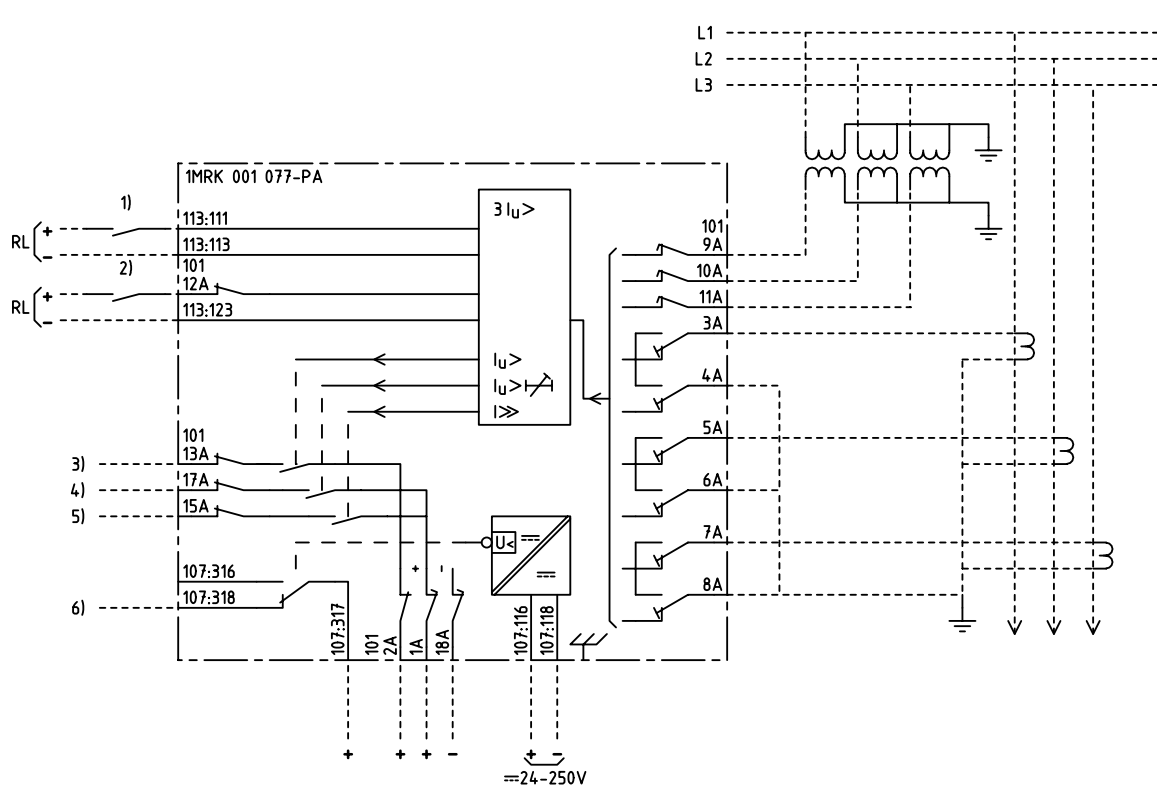 L1
L2
L3
1MRK 001 077-PA
3 Iu>
1)
113:111
RL + −
113:113
101
2)
12A
RL + −
113:123
101
9A
10A
11A
3A
4A
5A
6A
7A
8A
Iu>
Iu>
I>>
101
3) 13A
4) 17A
5) 15A
U<
+ -
107:316
6) 107:318
107:317
101
2A
1A
18A
107:116
107:118
+ + + − + −
24-250V